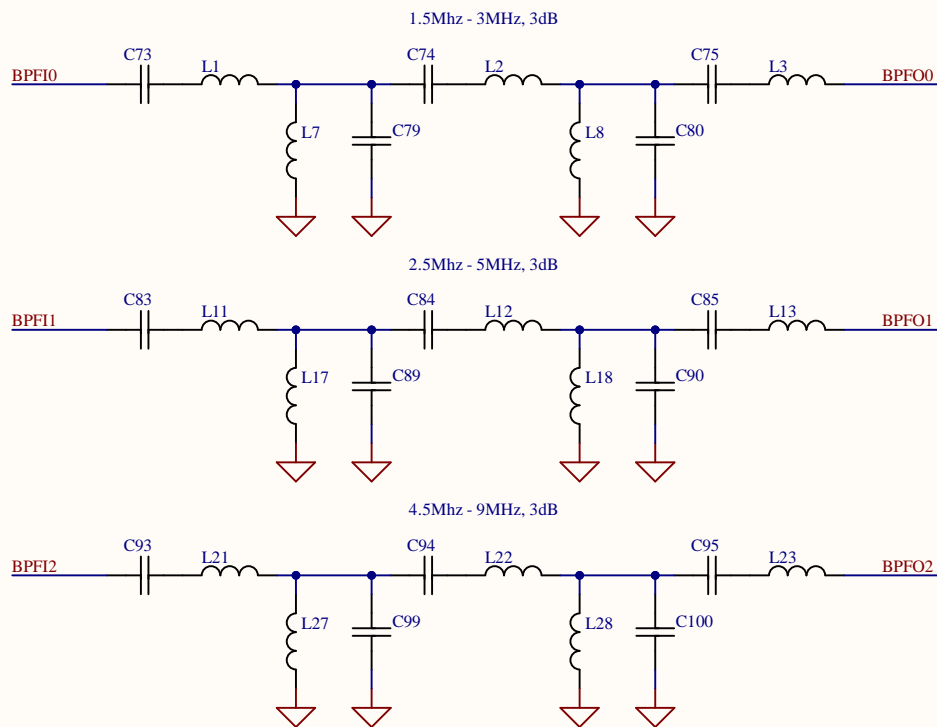 1.5Mhz - 3MHz, 3dB
C73 C74 C75
L1 L2 L3
BPFI0 BPFO0
L7 C79 L8 C80
2.5Mhz - 5MHz, 3dB
C83 C84 C85
L11 L12 L13
BPFI1 BPFO1
L17 C89 L18 C90
4.5Mhz - 9MHz, 3dB
C93 C94 C95
L21 L22 L23
BPFI2 BPFO2
L27 C99 L28 C100